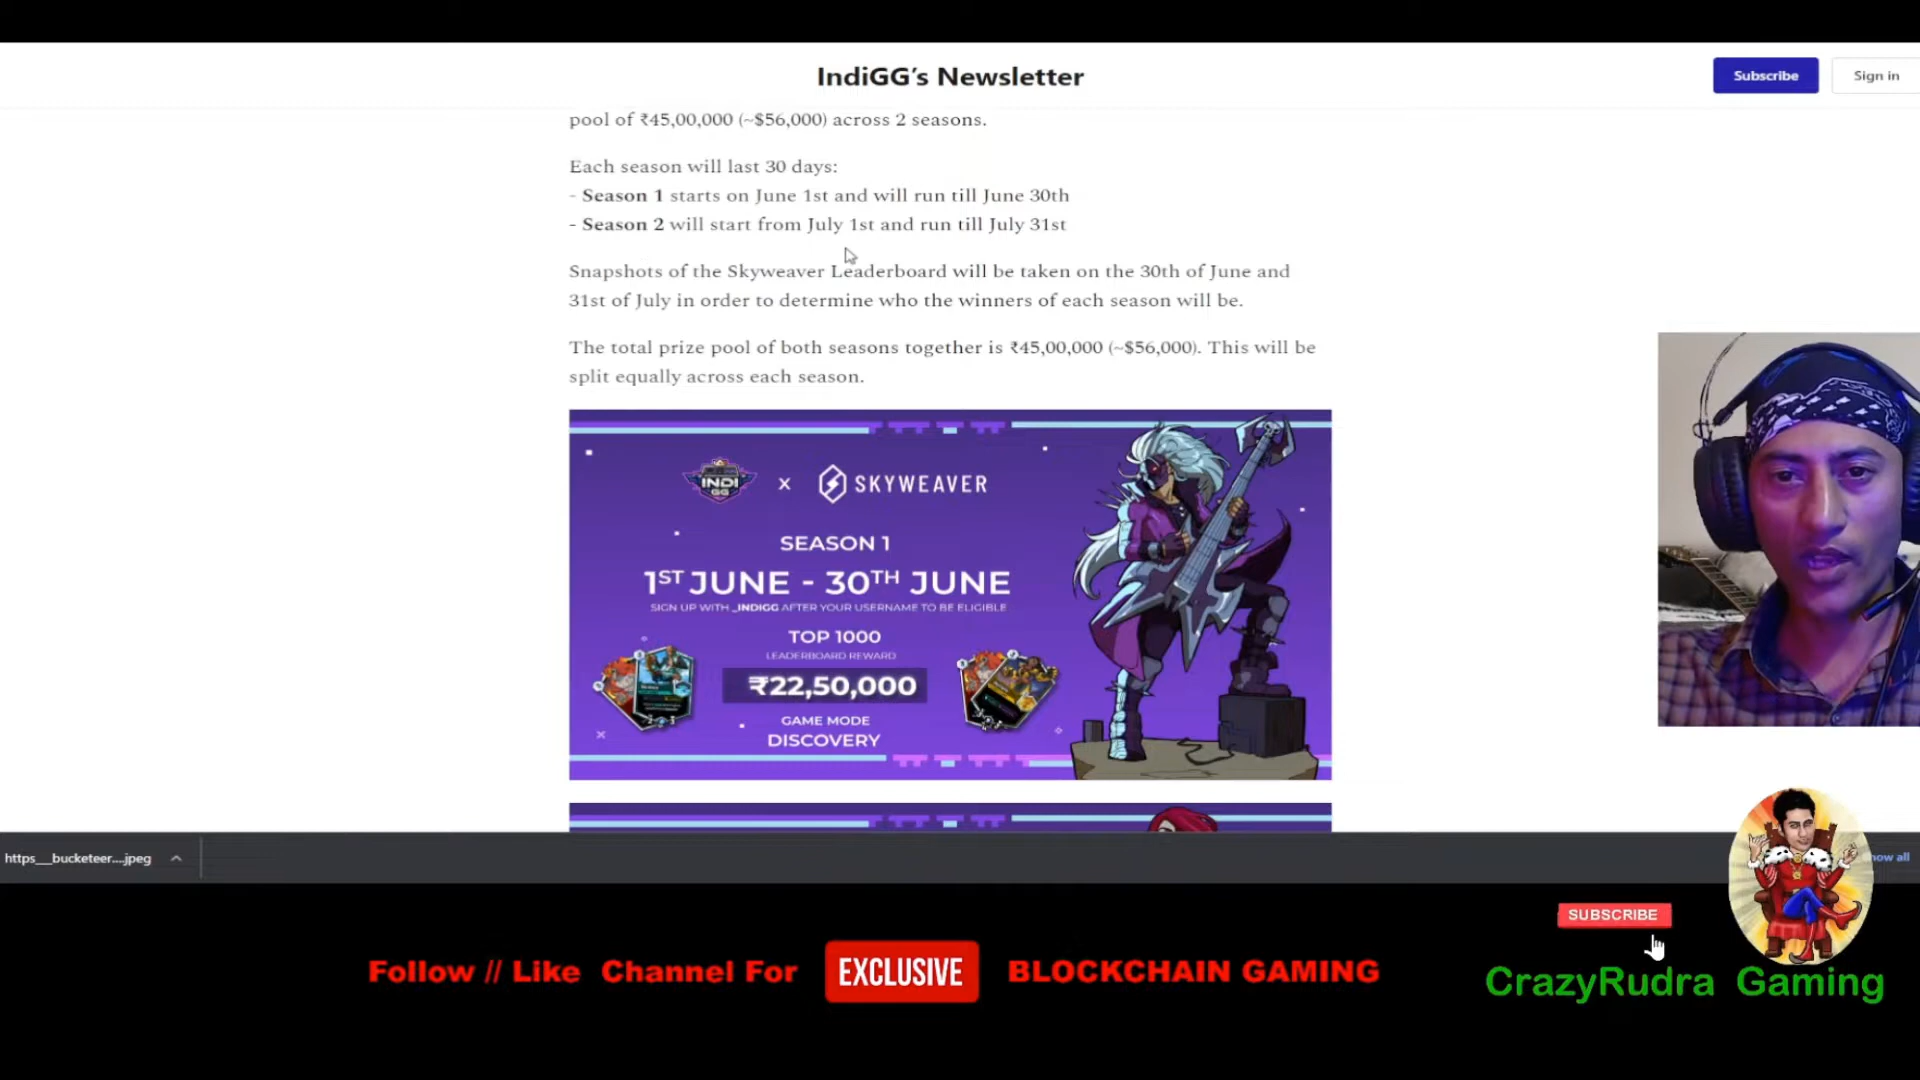 IndiGG's Newsletter
Subscribe
Sign in
pool of ₹45,00,000 (~$56,000) across 2 seasons.
Each season will last 30 days:
- Season 1 starts on June 1st and will run till June 30th
- Season 2 will start from July 1st and run till July 31st
Snapshots of the Skyweaver Leaderboard will be taken on the 30th of June and
31st of July in order to determine who the winners of each season will be.
The total prize pool of both seasons together is ₹45,00,000 (~$56,000). This will be
split equally across each season.
INDI
GG
x
SKYWEAVER
SEASON 1
1ST JUNE - 30TH JUNE
SIGN UP WITH _INDIGG AFTER YOUR USERNAME TO BE ELIGIBLE
TOP 1000
LEADERBOARD REWARD
₹22,50,000
GAME MODE
DISCOVERY
https__bucketeer....jpeg
how all
SUBSCRIBE
Follow // Like Channel For EXCLUSIVE BLOCKCHAIN GAMING
CrazyRudra Gaming